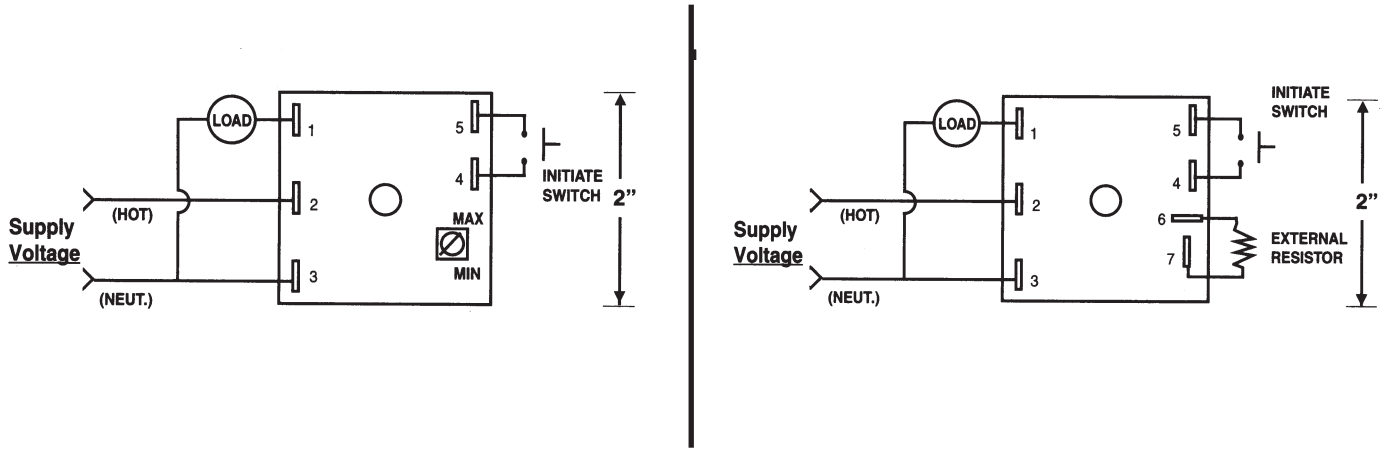 LOAD
1
5
4
INITIATE
SWITCH
2”
(HOT)
2
MAX
Supply
Voltage
MIN
3
(NEUT.)
INITIATE
SWITCH
LOAD
1
5
4
2”
(HOT)
2
6
Supply
Voltage
EXTERNAL
RESISTOR
7
3
(NEUT.)